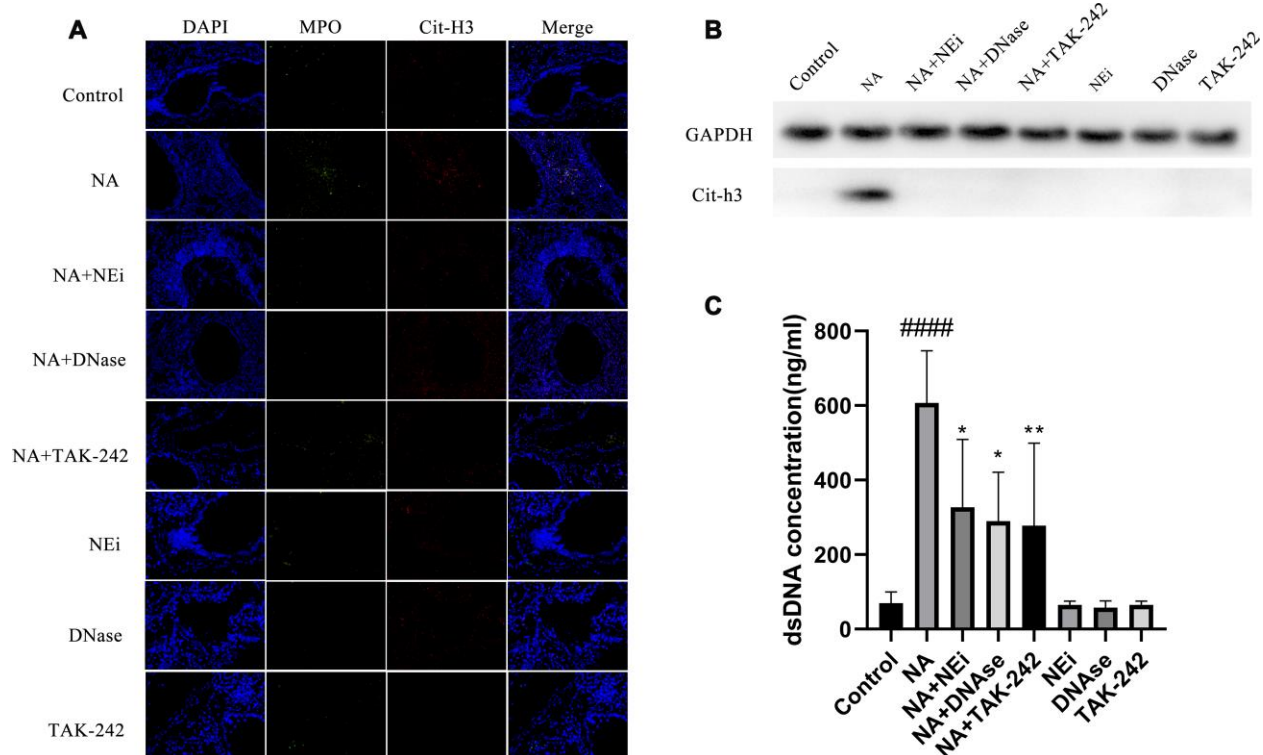 A
DAPI MPO Cit-H3 Merge
Control
NA
NA+NEi
NA+DNase
NA+TAK-242
NEi
DNase
TAK-242
B
Control NA NA+NEi NA+DNase NA+TAK-242 NEi DNase TAK-242
GAPDH
Cit-h3
C
dsDNA concentration(ng/ml)
800
600
400
200
0
####
* * **
Control NA NA+NEi NA+DNAse NA+TAK-242 NEi DNAse TAK-242